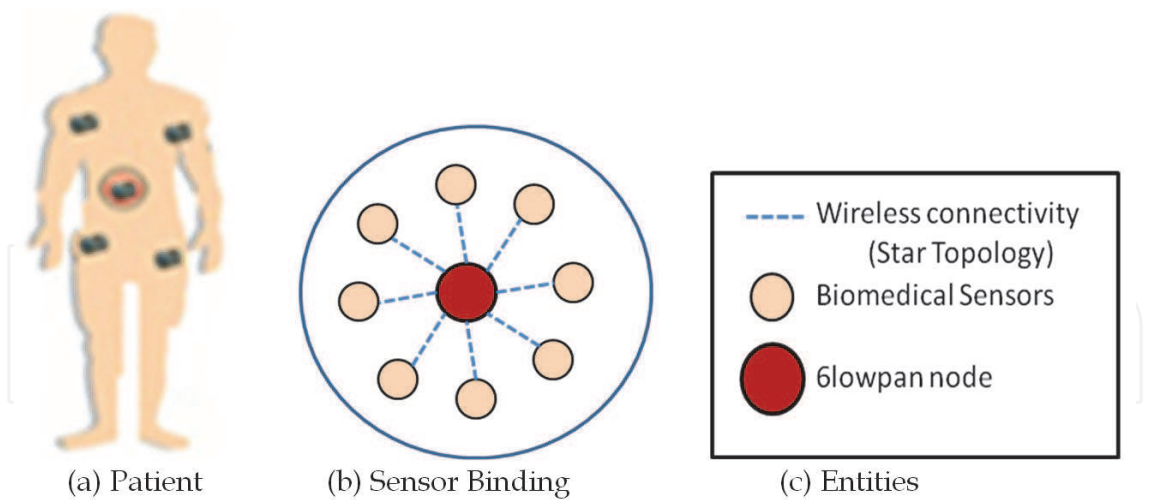 Wireless connectivity
(Star Topology)
Biomedical Sensors
6lowpan node
(a) Patient
(b) Sensor Binding
(c) Entities